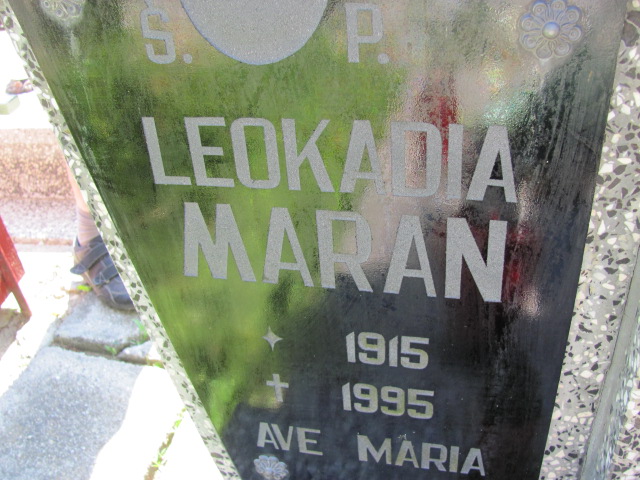 Ś. P.
LEOKADIA
MARAN
1915
1995
AVE MARIA